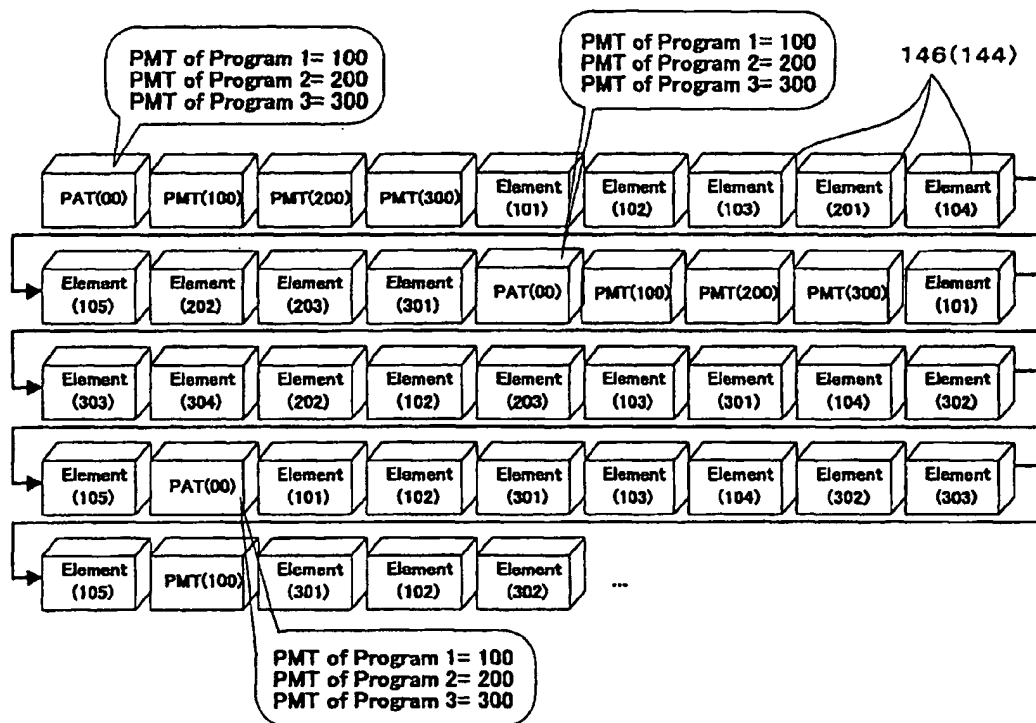 PMT of Program 1= 100
PMT of Program 2= 200
PMT of Program 3= 300
PMT of Program 1= 100
PMT of Program 2= 200
PMT of Program 3= 300
146(144)
PAT(00)
PMT(100)
PMT(200)
PMT(300)
Element
(101)
Element
(102)
Element
(103)
Element
(201)
Element
(104)
Element
(105)
Element
(202)
Element
(203)
Element
(301)
PAT(00)
PMT(100)
PMT(200)
PMT(300)
Element
(101)
Element
(303)
Element
(304)
Element
(202)
Element
(102)
Element
(203)
Element
(103)
Element
(301)
Element
(104)
Element
(302)
Element
(105)
PAT(00)
Element
(101)
Element
(102)
Element
(301)
Element
(103)
Element
(104)
Element
(302)
Element
(303)
Element
(105)
PMT(100)
Element
(301)
Element
(102)
Element
(302)
...
PMT of Program 1= 100
PMT of Program 2= 200
PMT of Program 3= 300